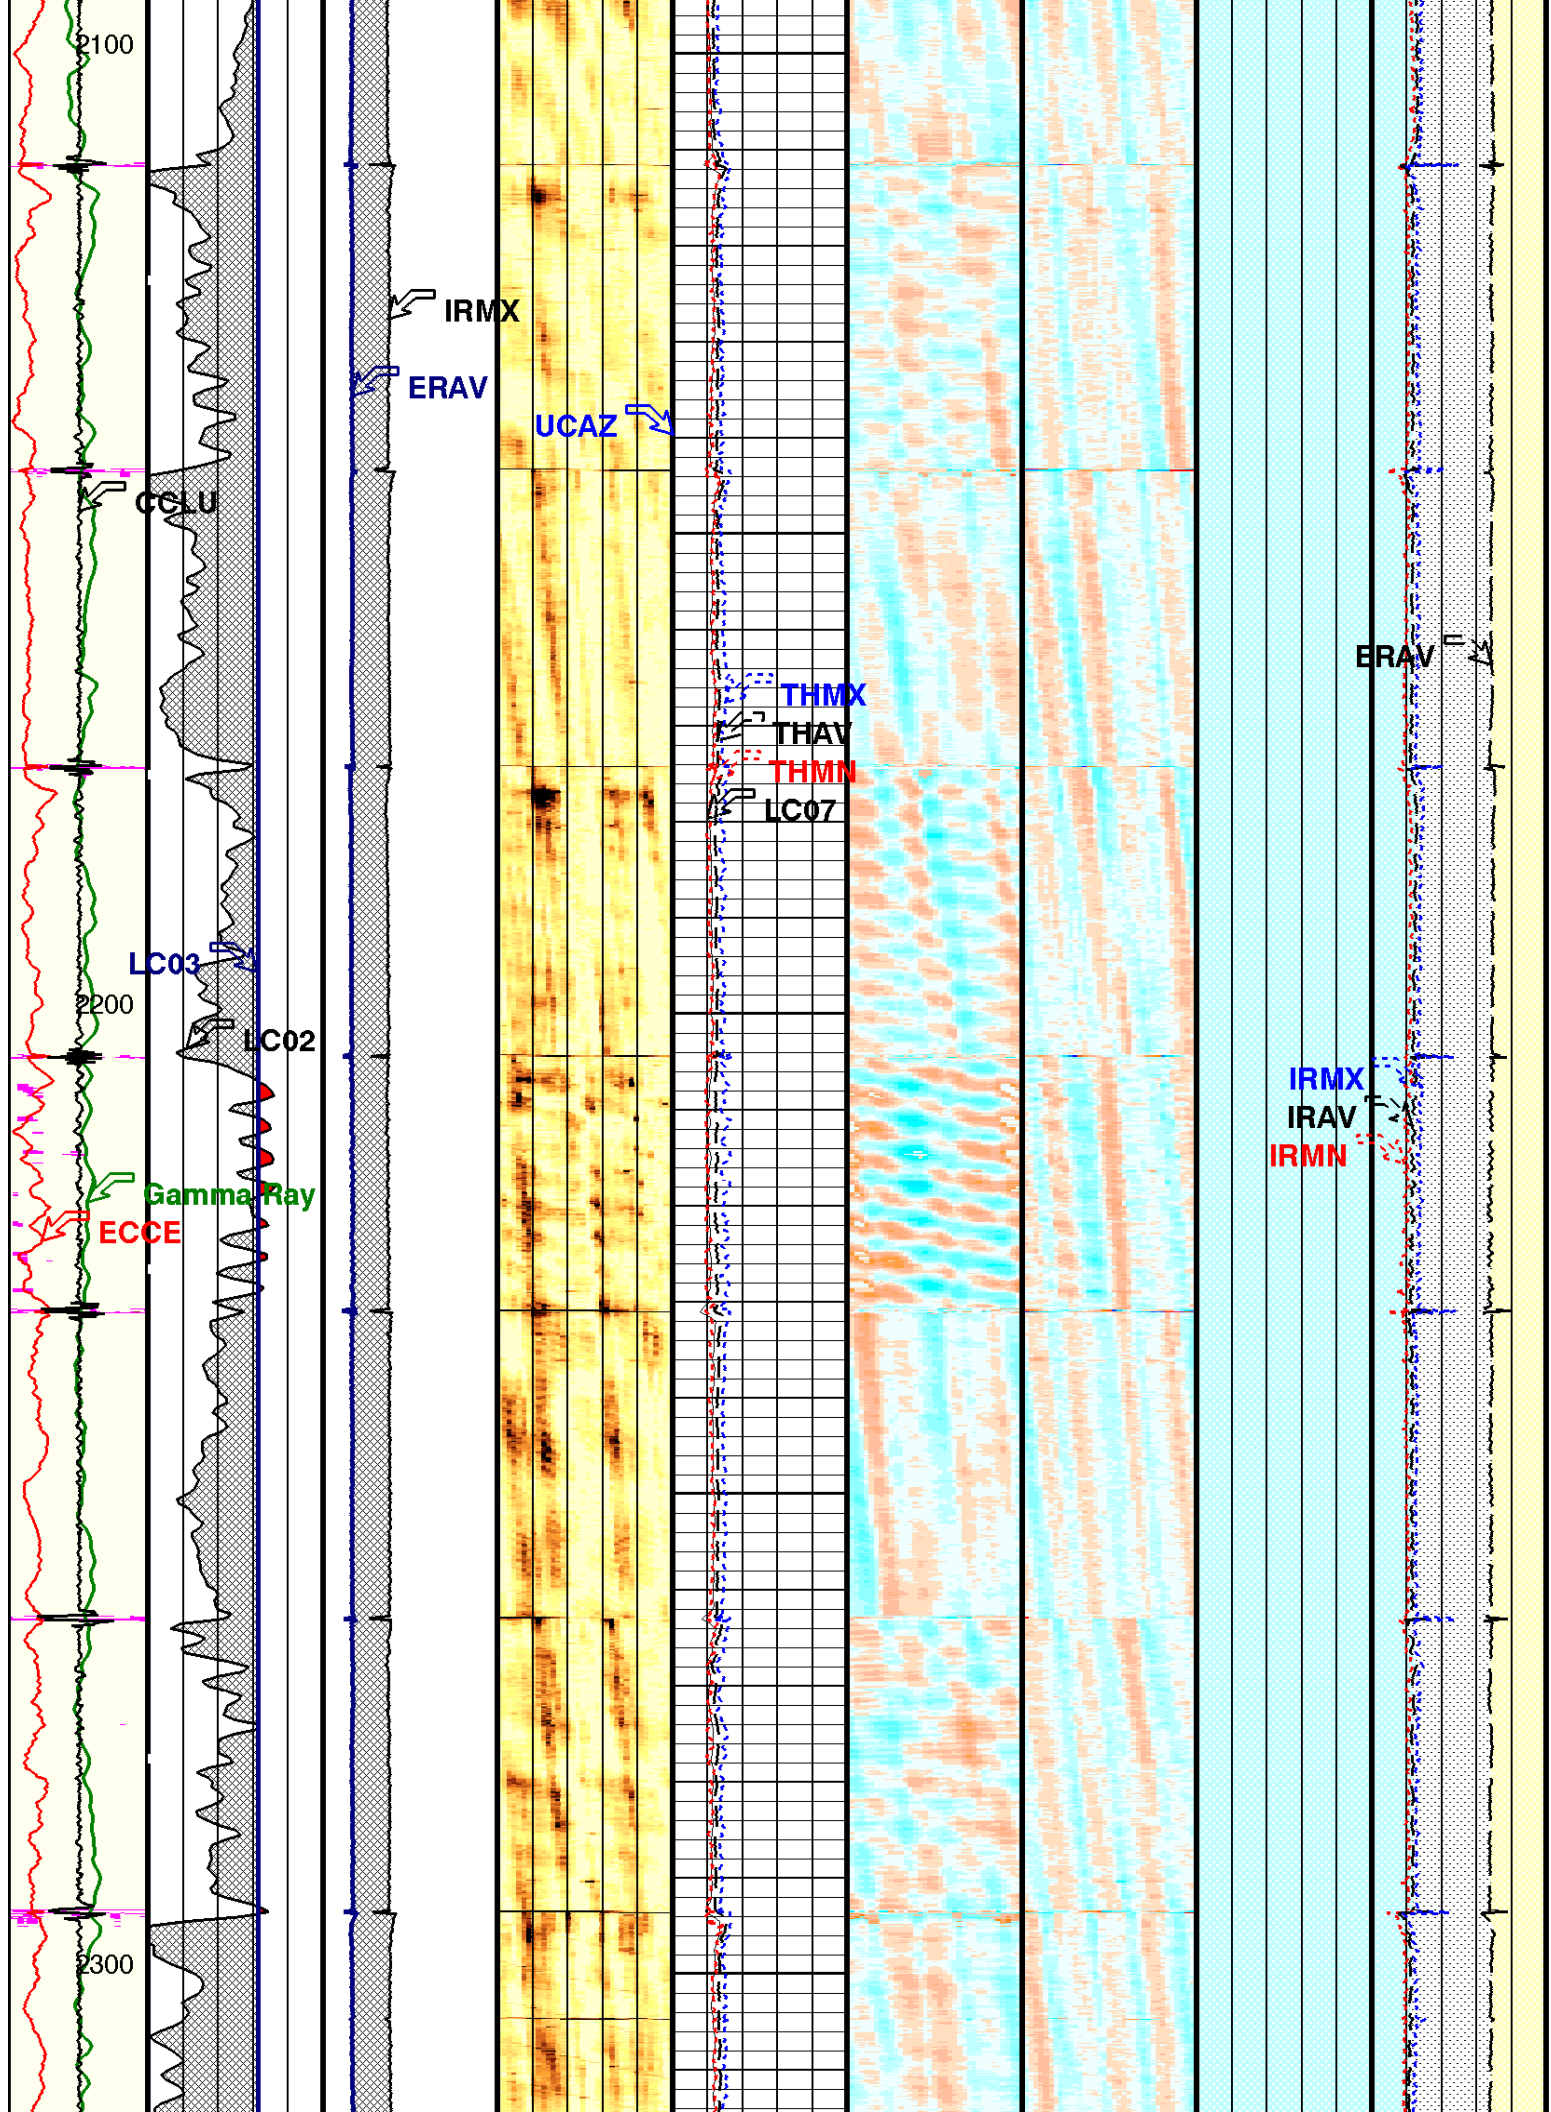 2100
IRMX
ERAV
UCAZ
CCLU
ERAV
THMX
THAV
THMN
LC07
LC03
2200
LC02
IRMX
IRAV
IRMN
Gamma Ray
ECCE
2300